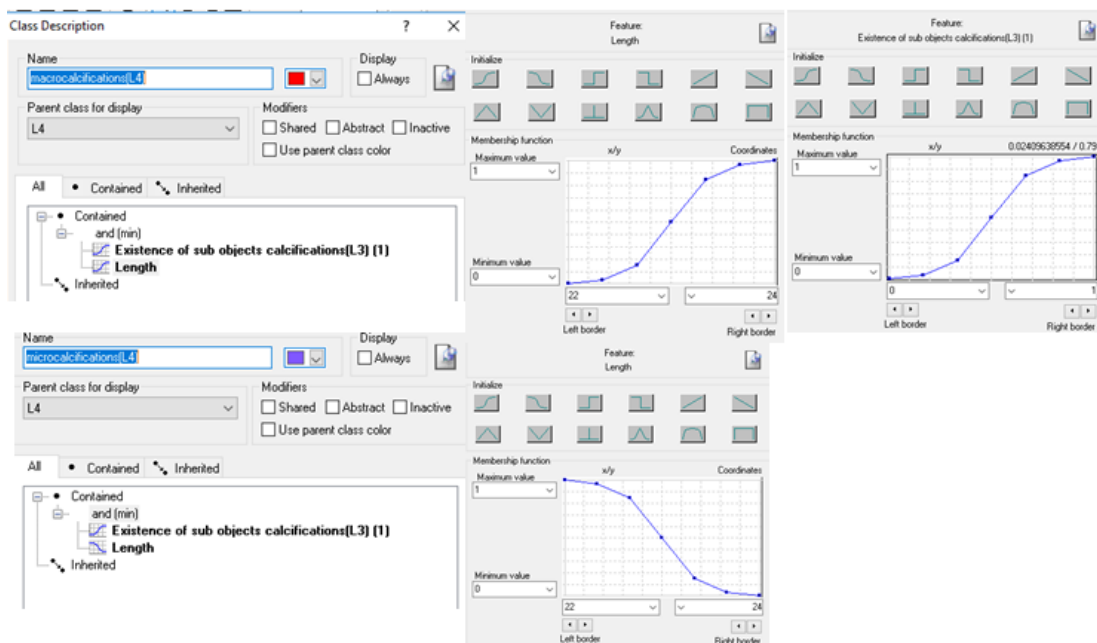 Class Description
? X
Name
macrocalcifications(L4)
Display
Always
Parent class for display
L4
Modifiers
Shared Abstract Inactive
Use parent class color
All Contained Inherited
Contained
and (min)
Existence of sub objects calcifications(L3) (1)
Length
Inherited
Feature:
Length
Initialize
Membership function
Maximum value
x/y
Coordinates
1
Minimum value
0
22
24
Left border
Right border
Feature:
Existence of sub objects calcifications(L3) (1)
Initialize
Membership function
Maximum value
x/y
0.02409638554 / 0.79
1
Minimum value
0
0
1
Left border
Right border
Name
microcalcifications(L4)
Display
Always
Parent class for display
L4
Modifiers
Shared Abstract Inactive
Use parent class color
All Contained Inherited
Contained
and (min)
Existence of sub objects calcifications(L3) (1)
Length
Inherited
Feature:
Length
Initialize
Membership function
Maximum value
x/y
Coordinates
1
Minimum value
0
22
24
Left border
Right border